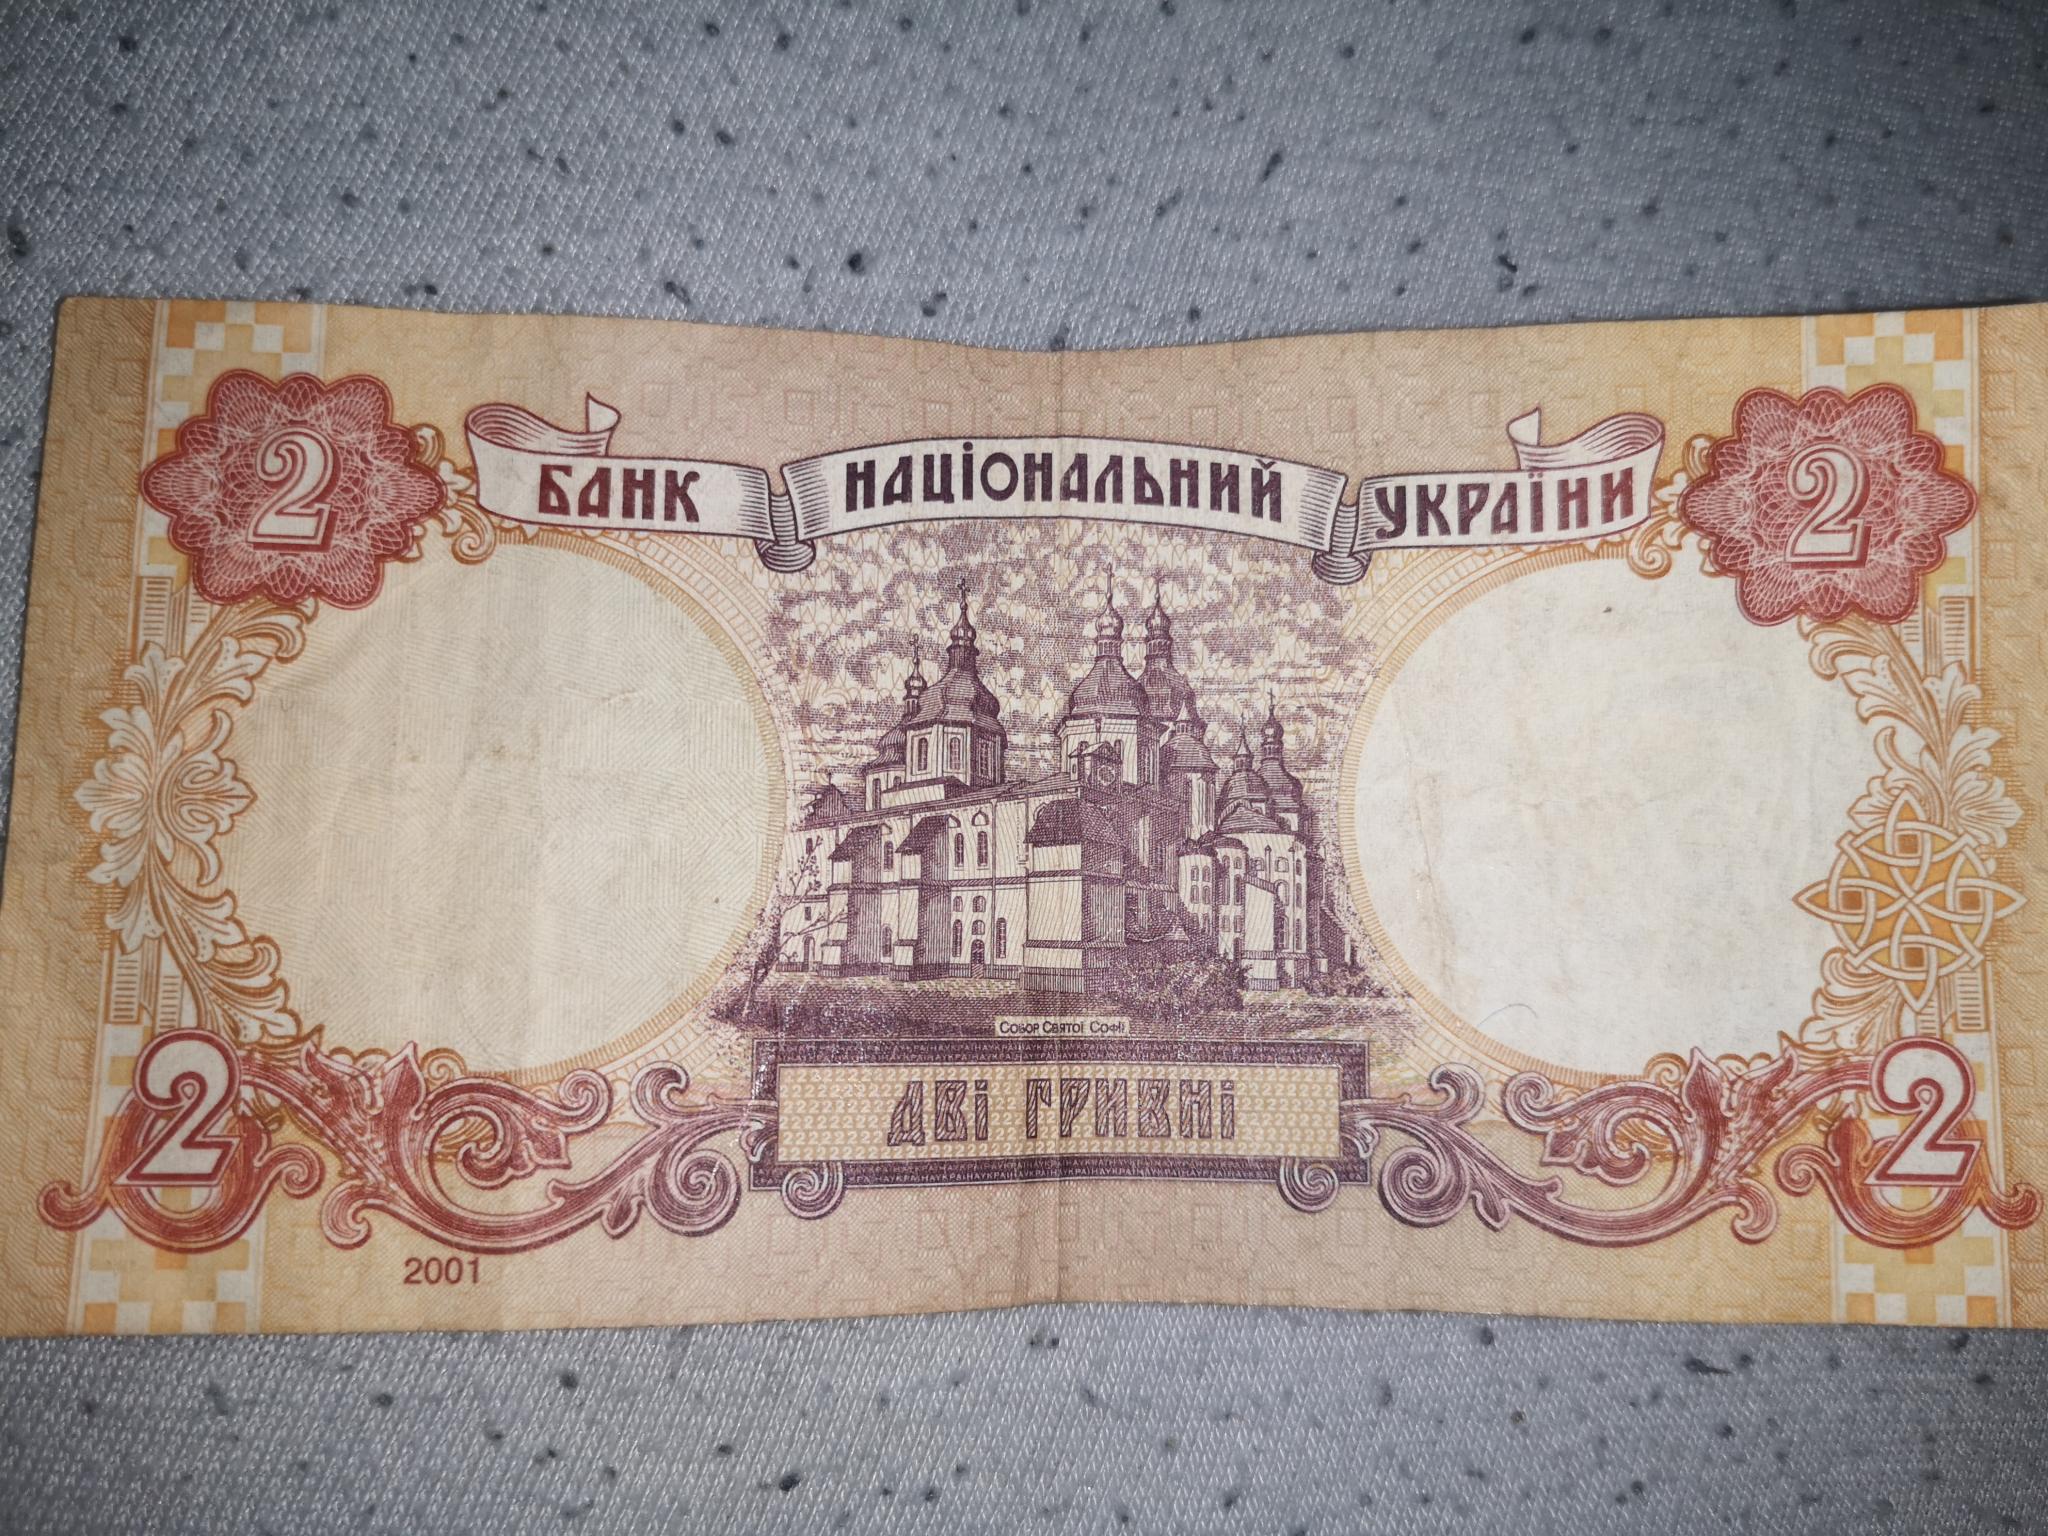 2 БАНК НАЦІОНАЛЬНИЙ УКРАЇНИ 2
СОБОР СВЯТОЇ СОФІЇ
ДВІ ГРИВНІ
2 2
2001